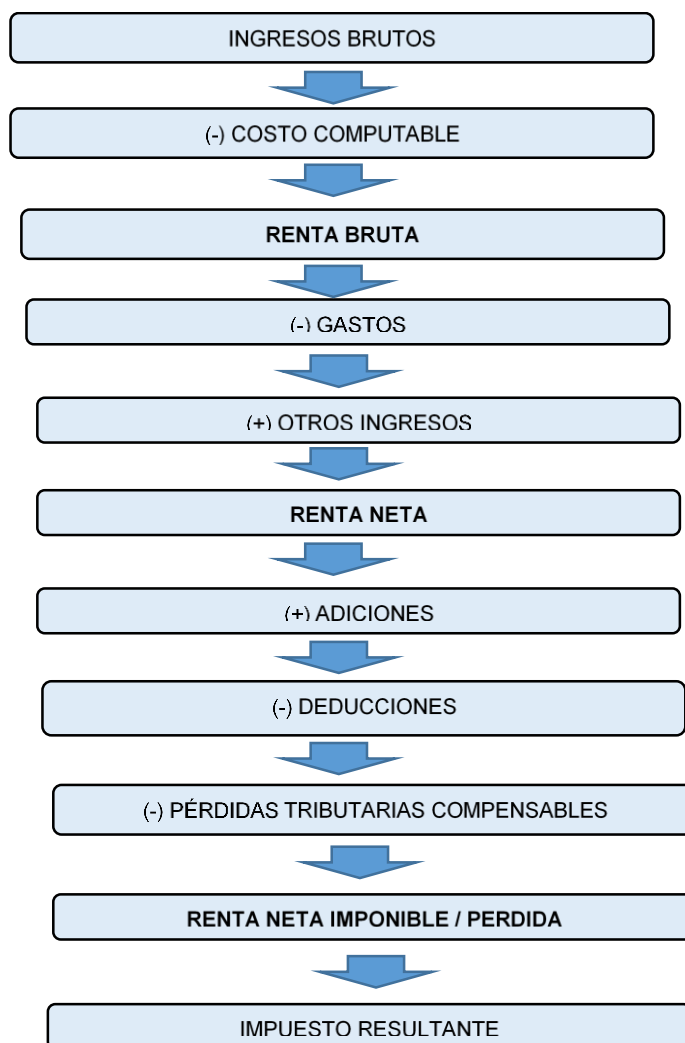 INGRESOS BRUTOS
(-) COSTO COMPUTABLE
RENTA BRUTA
(-) GASTOS
(+) OTROS INGRESOS
RENTA NETA
(+) ADICIONES
(-) DEDUCCIONES
(-) PÉRDIDAS TRIBUTARIAS COMPENSABLES
RENTA NETA IMPONIBLE / PERDIDA
IMPUESTO RESULTANTE